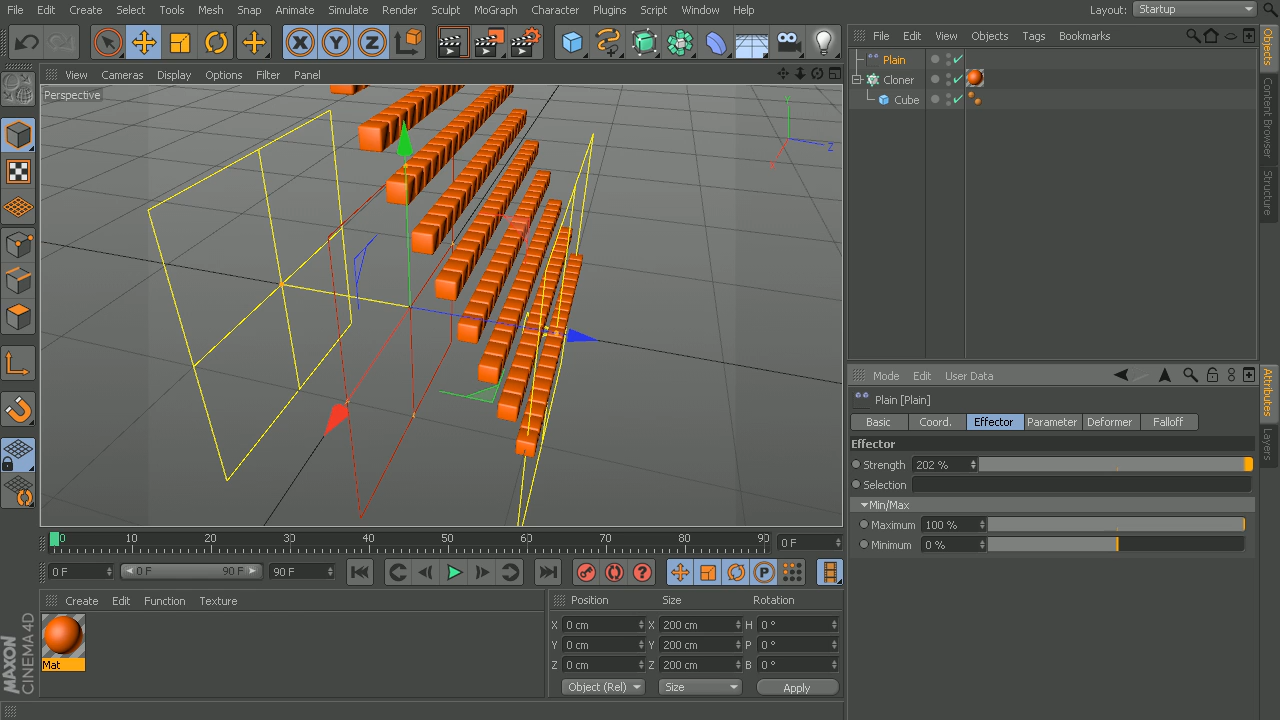 File Edit Create Select Tools Mesh Snap Animate Simulate Render Sculpt MoGraph Character Plugins Script Window Help Layout: Startup
X Y Z
File Edit View Objects Tags Bookmarks
View Cameras Display Options Filter Panel
Perspective
Y
Z
Plain
Cloner
Cube
Objects
Content Browser
Structure
Mode Edit User Data
Plain [Plain]
Basic Coord. Effector Parameter Deformer Falloff
Effector
Strength 202 %
Selection
Min/Max
Maximum 100 %
Minimum 0 %
Attributes
Layers
0 10 20 30 40 50 60 70 80 90 0 F
0 F 0 F 90 F 90 F
P
Create Edit Function Texture
Mat
Position Size Rotation
X 0 cm X 200 cm H 0 °
Y 0 cm Y 200 cm P 0 °
Z 0 cm Z 200 cm B 0 °
Object (Rel) Size Apply
MAXON
CINEMA 4D